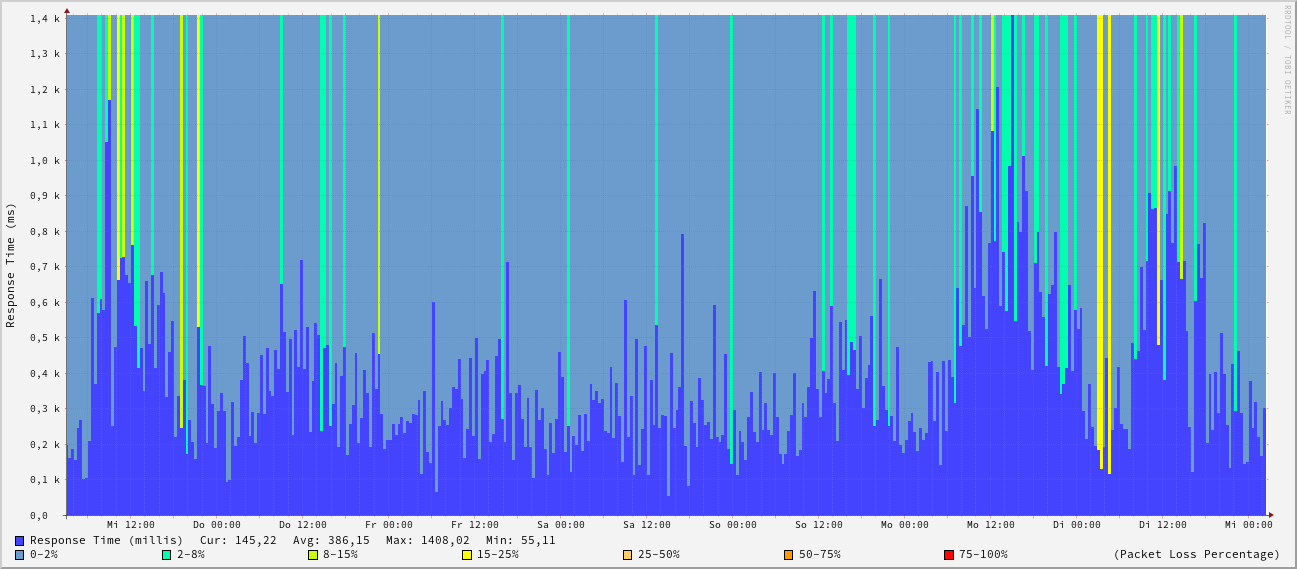 RRDTOOL / TOBI OETIKER
Response Time (ms)
1,4 k
1,3 k
1,2 k
1,1 k
1,0 k
0,9 k
0,8 k
0,7 k
0,6 k
0,5 k
0,4 k
0,3 k
0,2 k
0,1 k
0,0
Mi 12:00 Do 00:00 Do 12:00 Fr 00:00 Fr 12:00 Sa 00:00 Sa 12:00 So 00:00 So 12:00 Mo 00:00 Mo 12:00 Di 00:00 Di 12:00 Mi 00:00
Response Time (millis) Cur: 145,22 Avg: 386,15 Max: 1408,02 Min: 55,11
0-2% 2-8% 8-15% 15-25% 25-50% 50-75% 75-100% (Packet Loss Percentage)